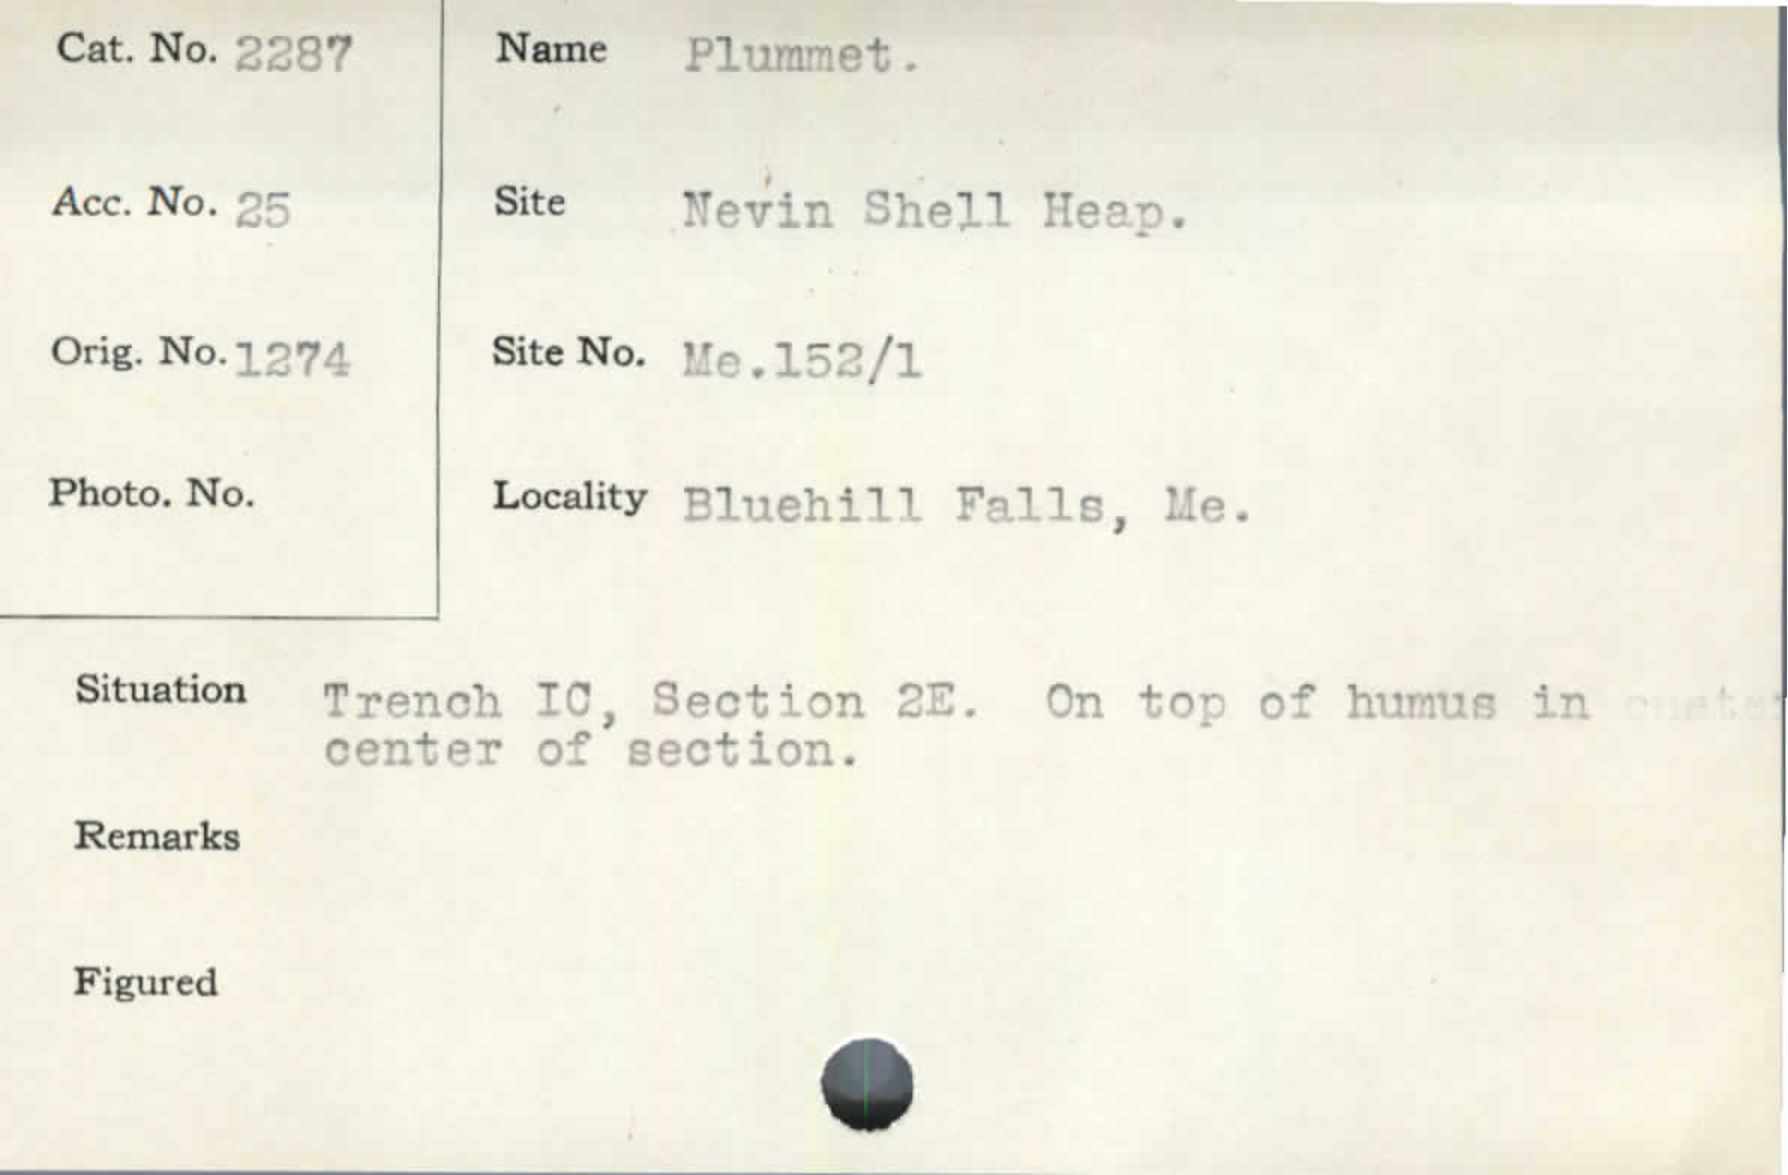 Cat. No. 2287
Name Plummet.
Acc. No. 25
Site Nevin Shell Heap.
Orig. No. 1274
Site No. Me.152/1
Photo. No.
Locality Bluehill Falls, Me.
Situation Trench IC, Section 2E. On top of humus in
center of section.
Remarks
Figured